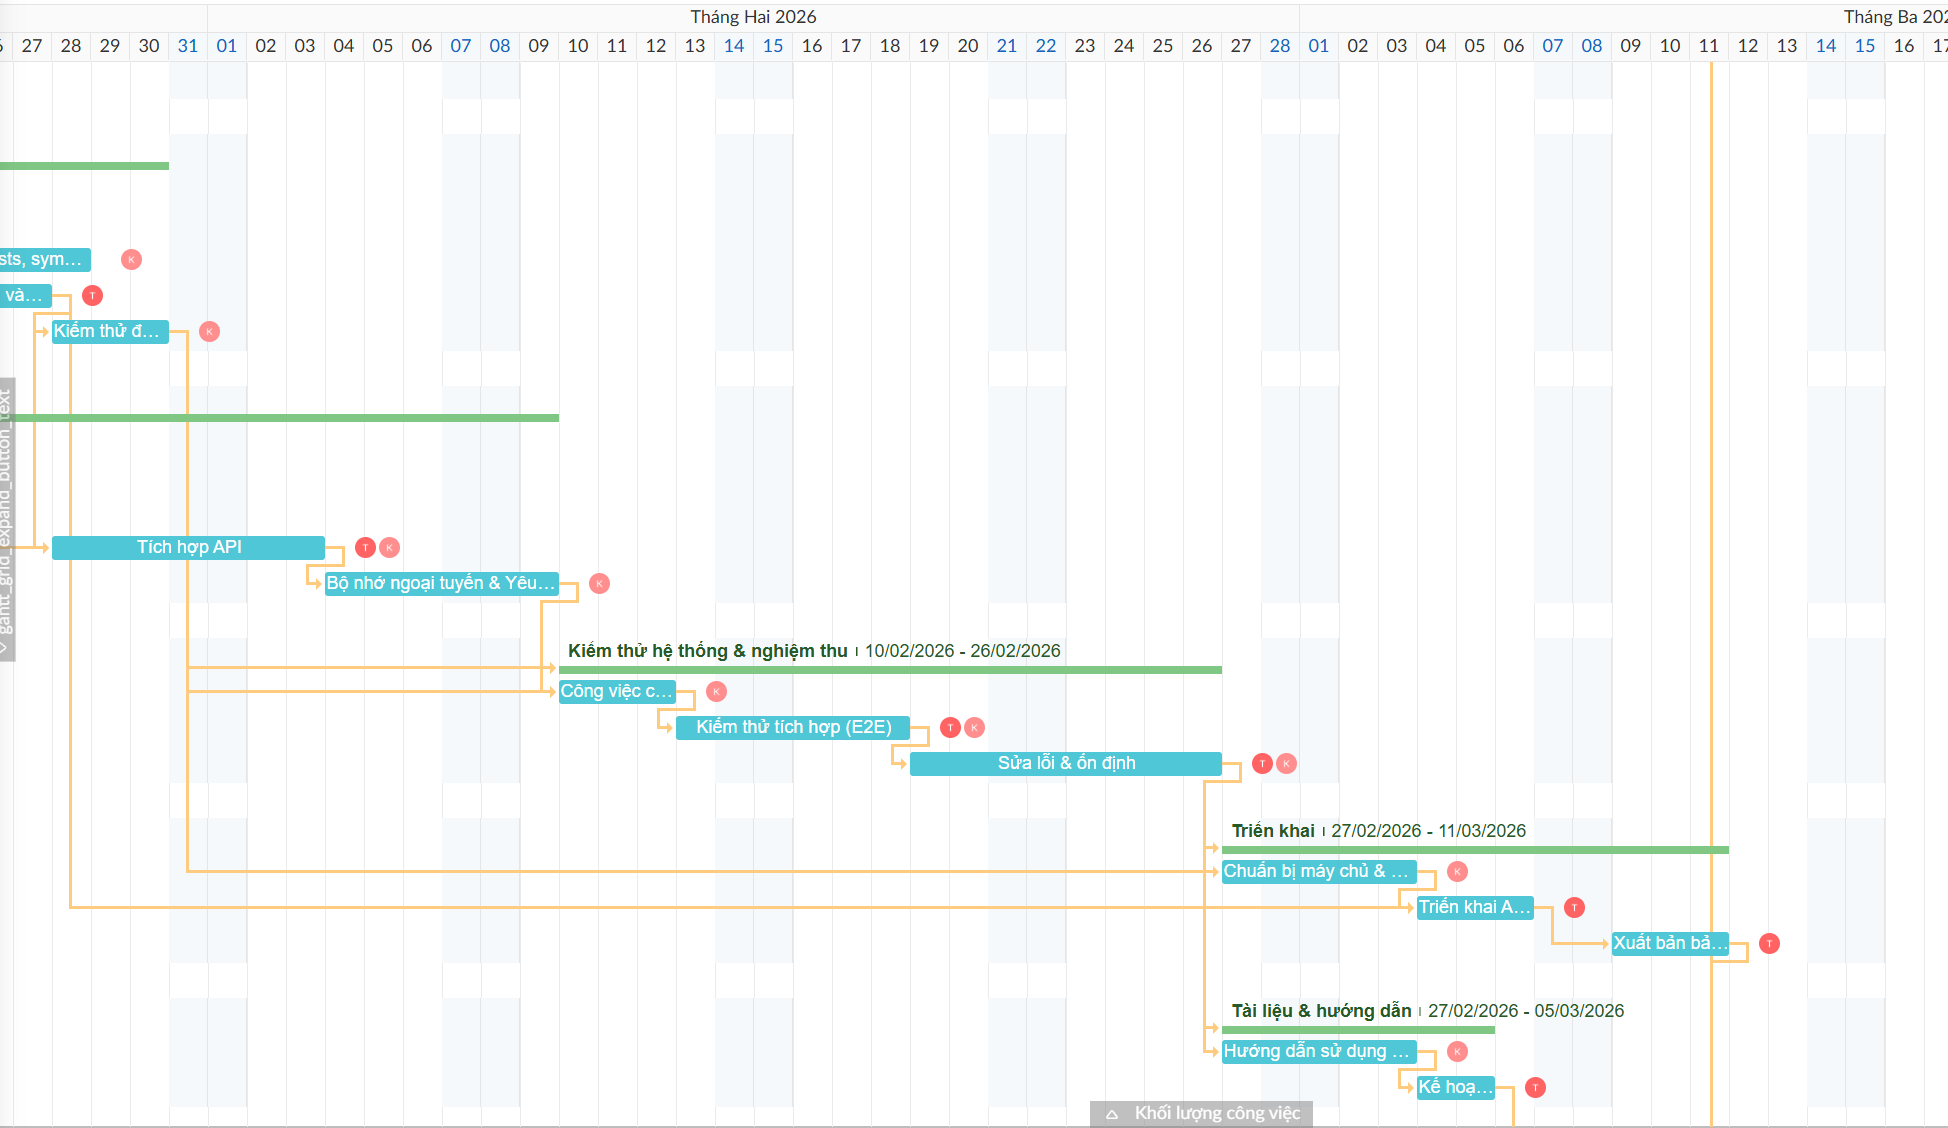 Tháng Hai 2026
Tháng Ba 202
27 28 29 30 31 01 02 03 04 05 06 07 08 09 10 11 12 13 14 15 16 17 18 19 20 21 22 23 24 25 26 27 28 01 02 03 04 05 06 07 08 09 10 11 12 13 14 15 16 17
sts, sym...
K
và...
T
Kiểm thử đ...
K
gantt_grid_expand_button_text
Tích hợp API
T K
Bộ nhớ ngoại tuyến & Yêu...
K
Kiểm thử hệ thống & nghiệm thu I 10/02/2026 - 26/02/2026
Công việc c...
K
Kiểm thử tích hợp (E2E)
T K
Sửa lỗi & ổn định
T K
Triển khai I 27/02/2026 - 11/03/2026
Chuẩn bị máy chủ & ...
K
Triển khai A...
T
Xuất bản bả...
T
Tài liệu & hướng dẫn I 27/02/2026 - 05/03/2026
Hướng dẫn sử dụng ...
K
Kế hoạ...
T
Khối lượng công việc